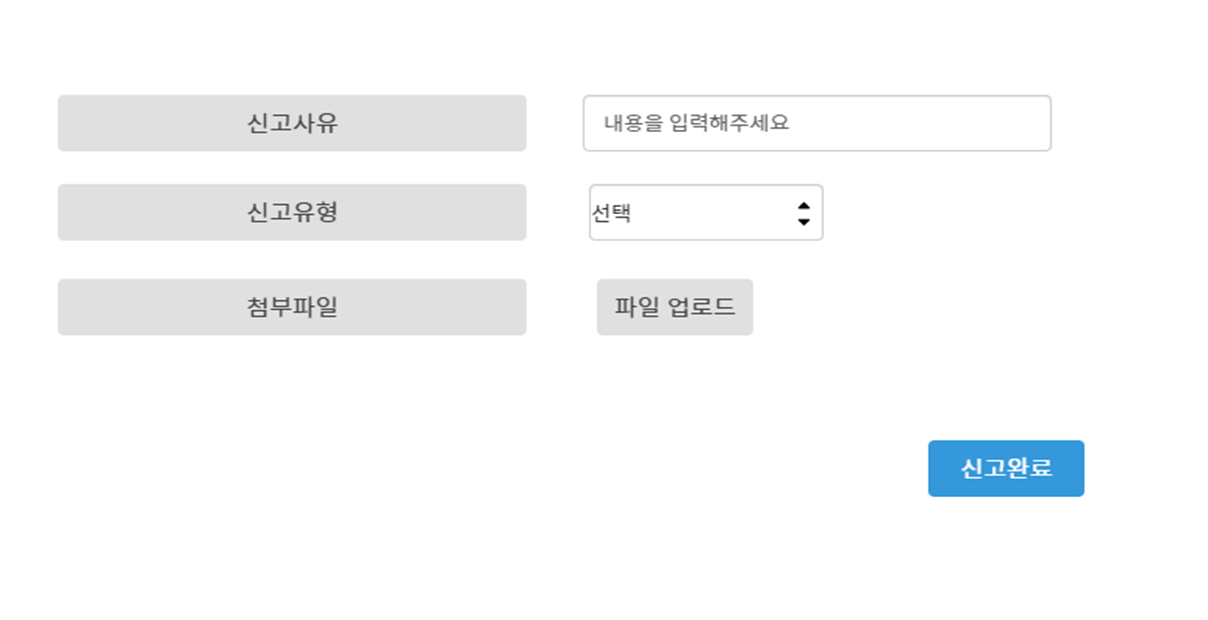 신고사유
내용을 입력해주세요
신고유형
선택
첨부파일
파일 업로드
신고완료